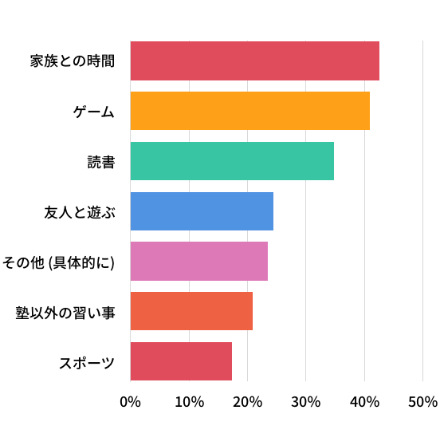 家族との時間
ゲーム
読書
友人と遊ぶ
その他 (具体的に)
塾以外の習い事
スポーツ
0% 10% 20% 30% 40% 50%